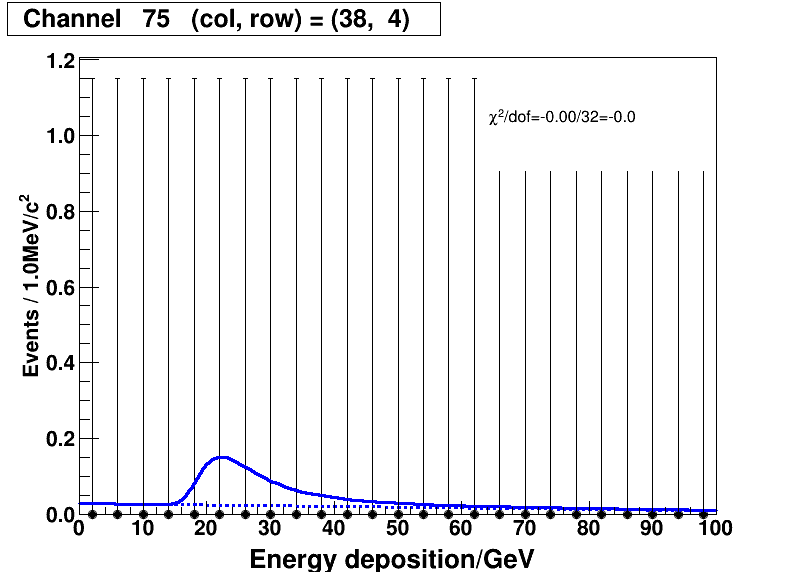 Channel 75 (col, row) = (38, 4)
χ²/dof=-0.00/32=-0.0
Events / 1.0MeV/c²
1.2
1.0
0.8
0.6
0.4
0.2
0.0
0 10 20 30 40 50 60 70 80 90 100
Energy deposition/GeV